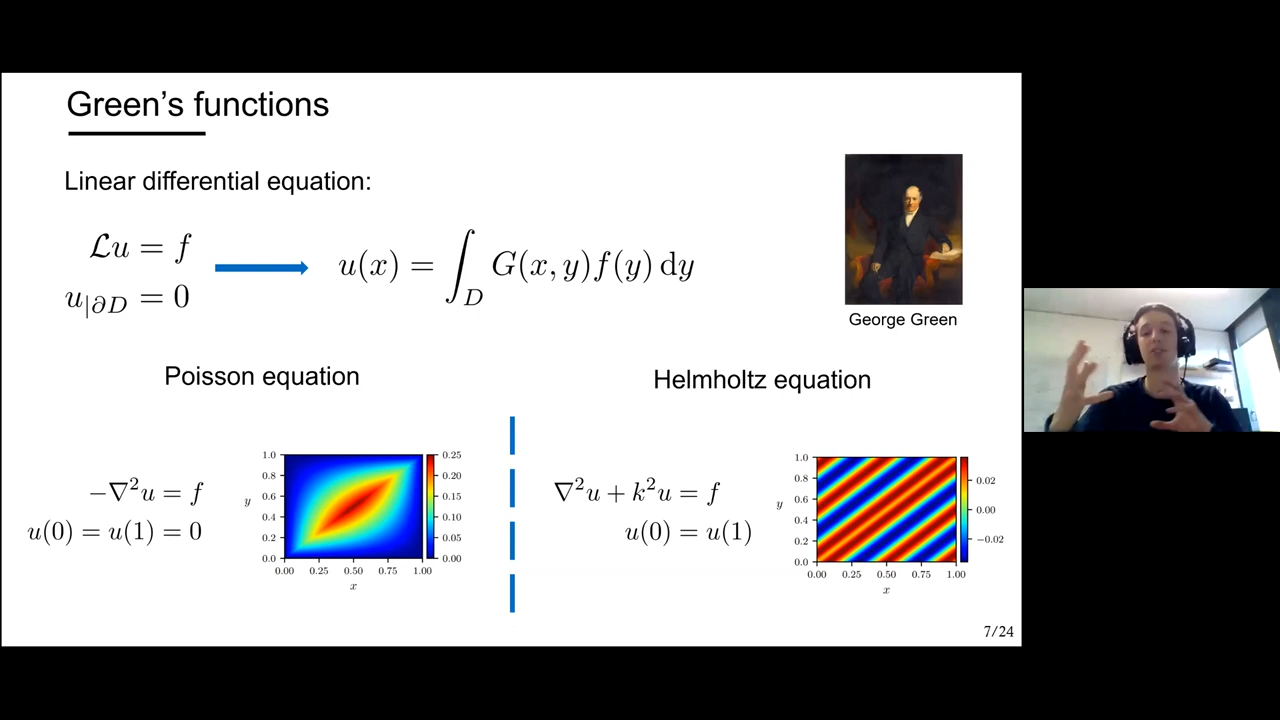 Green's functions
Linear differential equation:
ℒu = f
u|∂D = 0
u(x) = ∫_D G(x, y)f(y) dy
George Green
Poisson equation
Helmholtz equation
−∇²u = f
u(0) = u(1) = 0
1.0
0.8
0.6
0.4
0.2
0.0
y
0.00 0.25 0.50 0.75 1.00
x
0.25
0.20
0.15
0.10
0.05
0.00
∇²u + k²u = f
u(0) = u(1)
1.0
0.8
0.6
0.4
0.2
0.0
y
0.00 0.25 0.50 0.75 1.00
x
0.02
0.00
−0.02
7/24